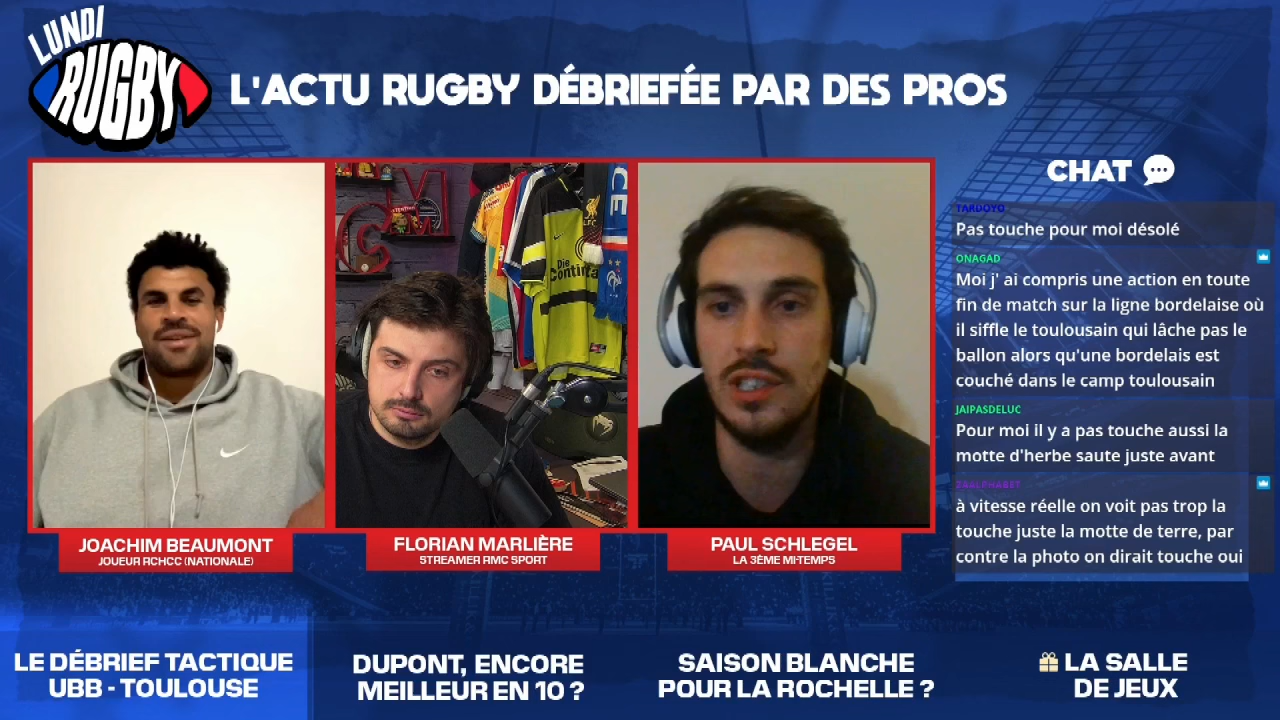 LUNDI
RUGBY
L'ACTU RUGBY DÉBRIEFÉE PAR DES PROS
CHAT
TARDOYO
Pas touche pour moi désolé
ONAGAD
Moi j' ai compris une action en toute
fin de match sur la ligne bordelaise où
il siffle le toulousain qui lâche pas le
ballon alors qu'une bordelais est
couché dans le camp toulousain
JAIPASDELUC
Pour moi il y a pas touche aussi la
motte d'herbe saute juste avant
à vitesse réelle on voit pas trop la
touche juste la motte de terre, par
contre la photo on dirait touche oui
Die
Continenta
LFC
CE
JOACHIM BEAUMONT
JOUEUR RCHCC (NATIONALE)
FLORIAN MARLIÈRE
STREAMER RMC SPORT
PAUL SCHLEGEL
LA 3ÈME MI-TEMPS
LE DÉBRIEF TACTIQUE
UBB - TOULOUSE
DUPONT, ENCORE
MEILLEUR EN 10 ?
SAISON BLANCHE
POUR LA ROCHELLE ?
LA SALLE
DE JEUX